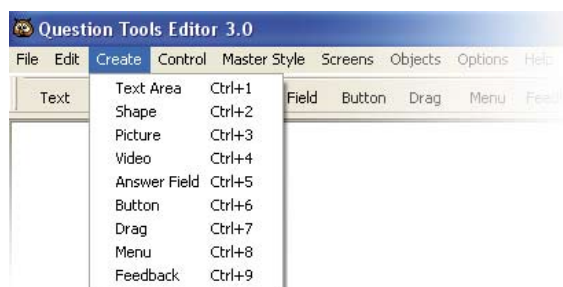 Question Tools Editor 3.0
File Edit Create Control Master Style Screens Objects Options Help
Text Field Button Drag Menu Feed
Text Area Ctrl+1
Shape Ctrl+2
Picture Ctrl+3
Video Ctrl+4
Answer Field Ctrl+5
Button Ctrl+6
Drag Ctrl+7
Menu Ctrl+8
Feedback Ctrl+9